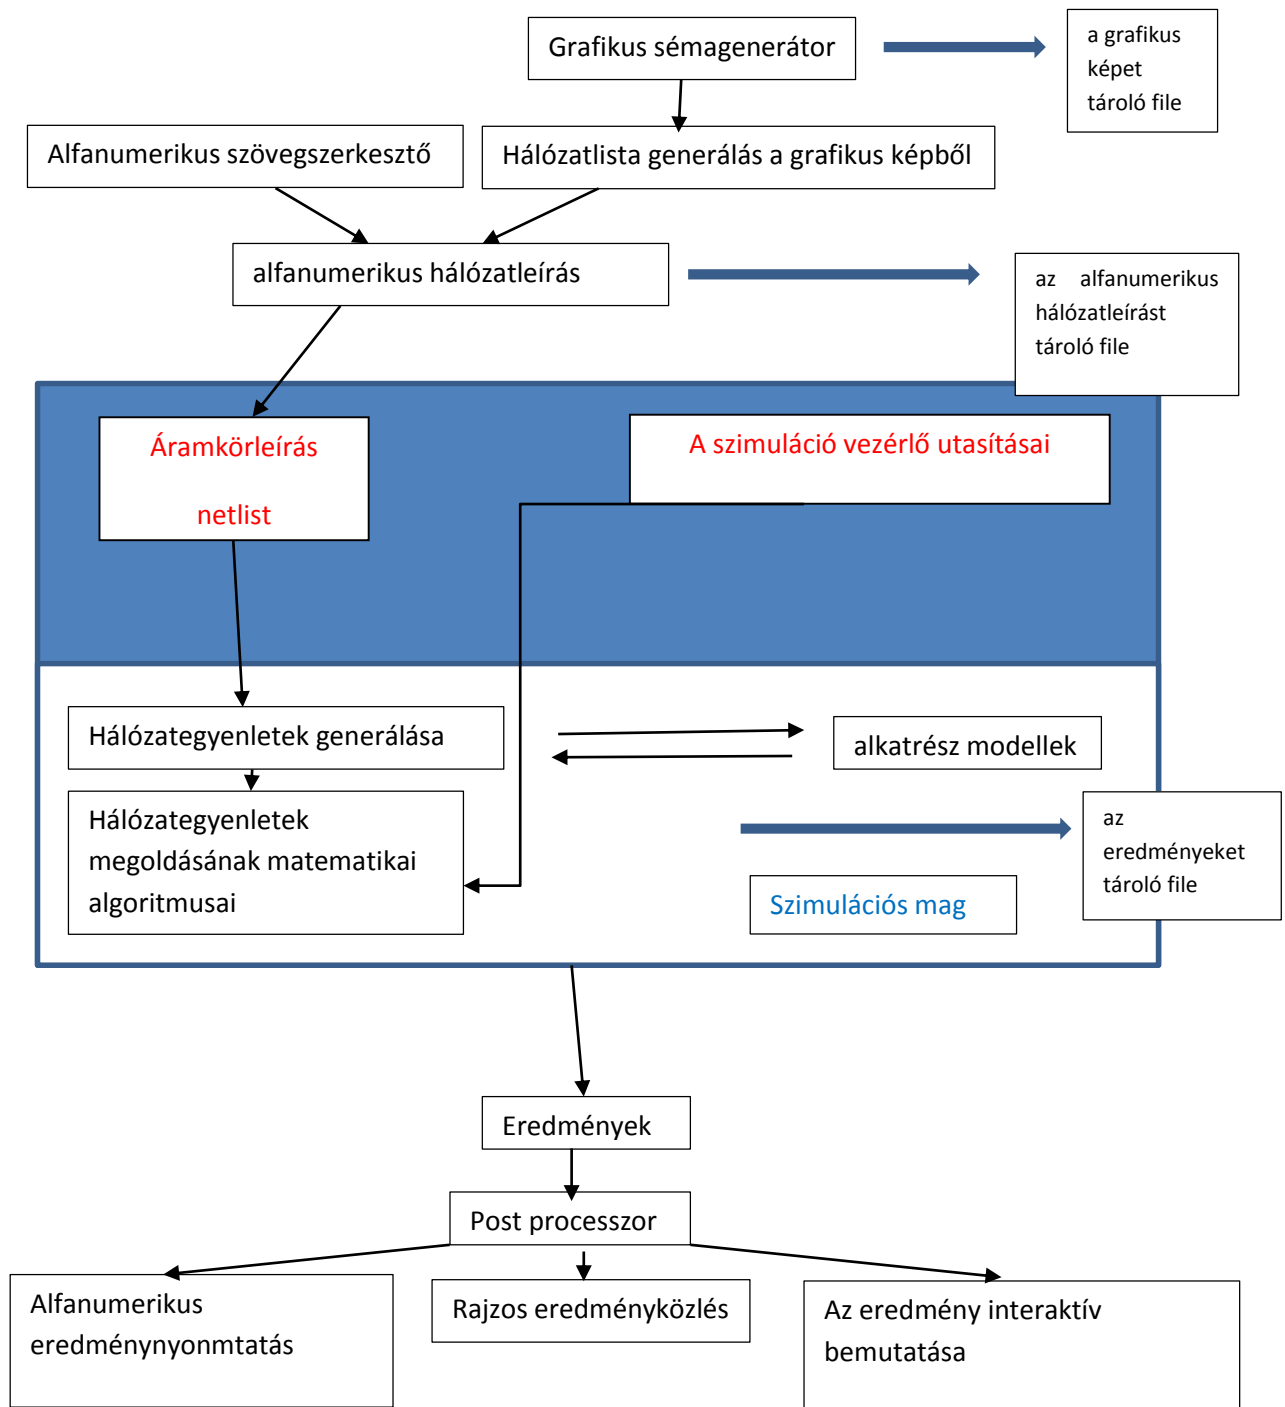 Grafikus sémagenerátor
a grafikus
képet
tároló file
Alfanumerikus szövegszerkesztő
Hálózatlista generálás a grafikus képből
alfanumerikus hálózatleírás
az alfanumerikus
hálózatleírást
tároló file
Áramkörleírás
netlist
A szimuláció vezérlő utasításai
Hálózategyenletek generálása
alkatrész modellek
Hálózategyenletek
megoldásának matematikai
algoritmusai
az
eredményeket
tároló file
Szimulációs mag
Eredmények
Post processzor
Alfanumerikus
eredménynyonmtatás
Rajzos eredményközlés
Az eredmény interaktív
bemutatása